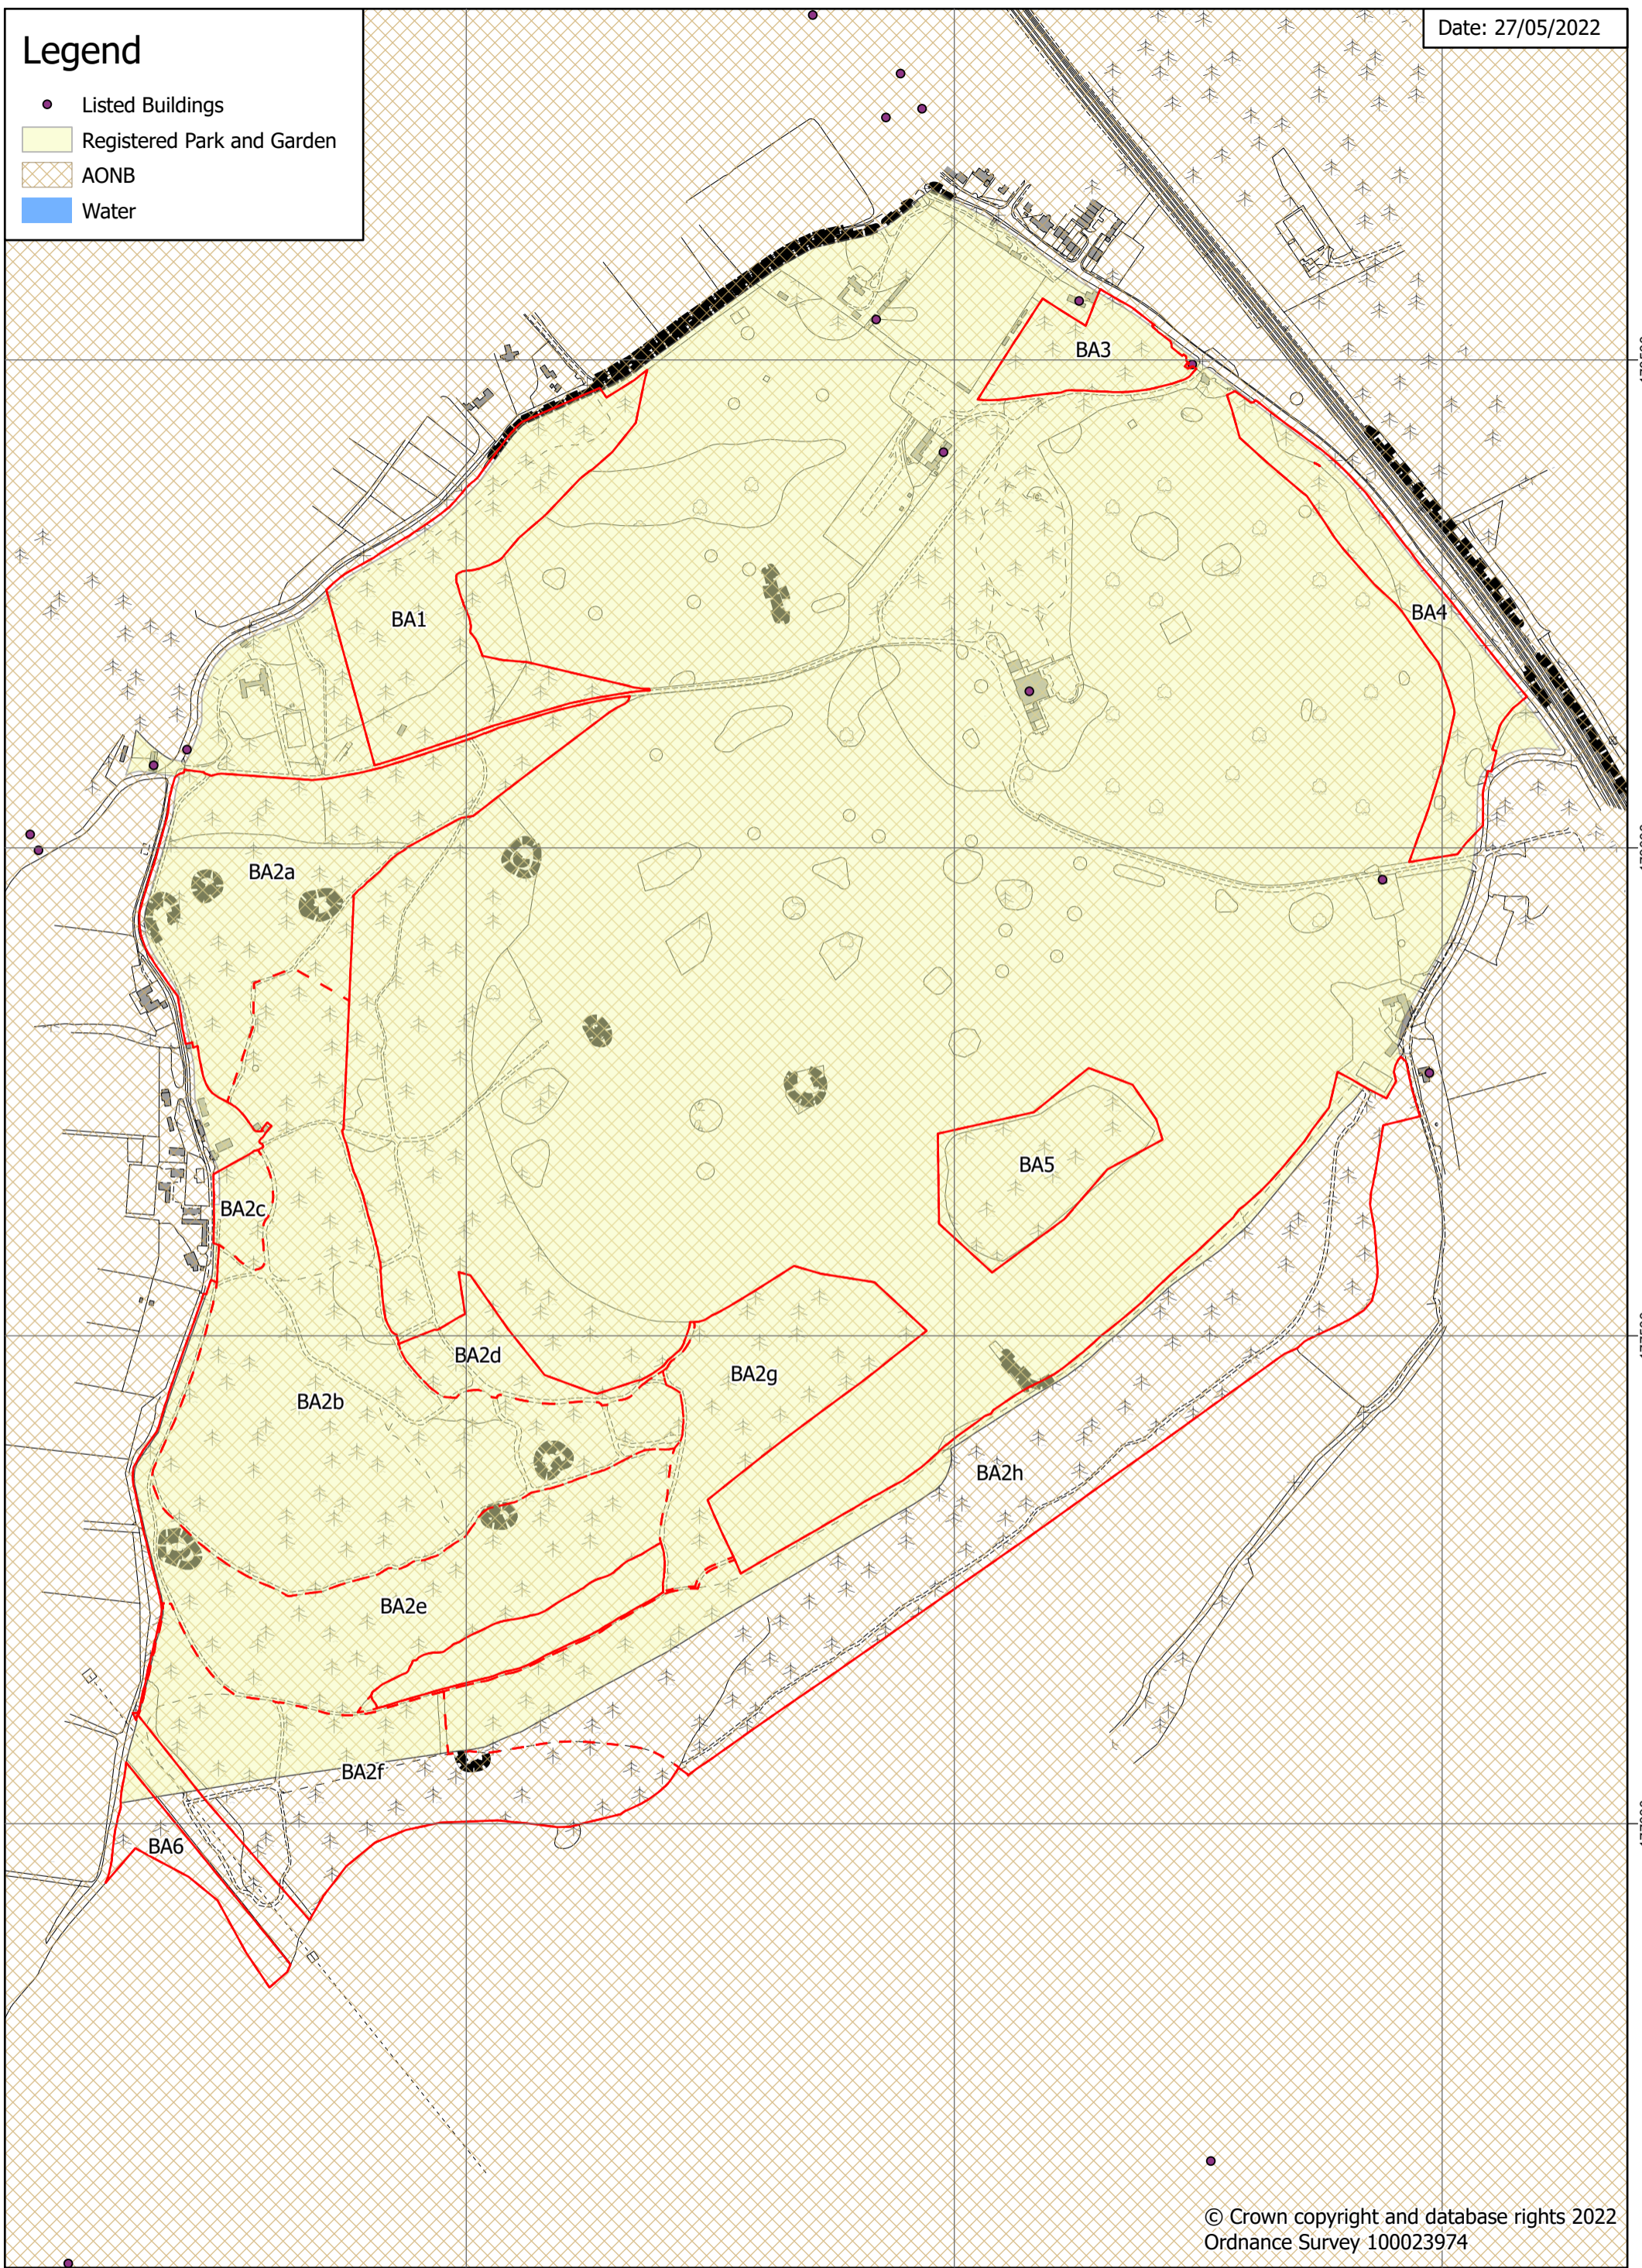 Legend
Listed Buildings
Registered Park and Garden
AONB
Water
Date: 27/05/2022
BA3
BA1
BA4
BA2a
BA5
BA2c
BA2d
BA2g
BA2b
BA2h
BA2e
BA2f
BA6
© Crown copyright and database rights 2022
Ordnance Survey 100023974